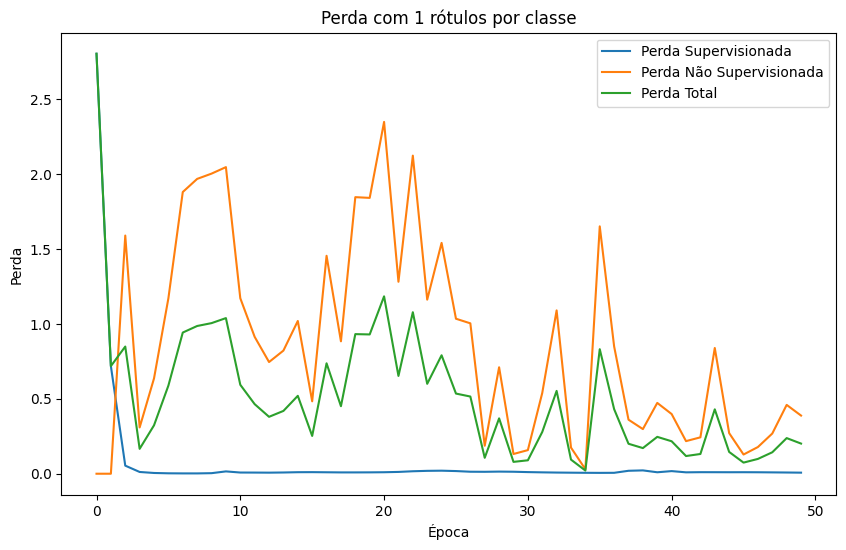 Perda com 1 rótulos por classe
Perda Supervisionada
Perda Não Supervisionada
Perda Total
Perda
2.5
2.0
1.5
1.0
0.5
0.0
0 10 20 30 40 50
Época